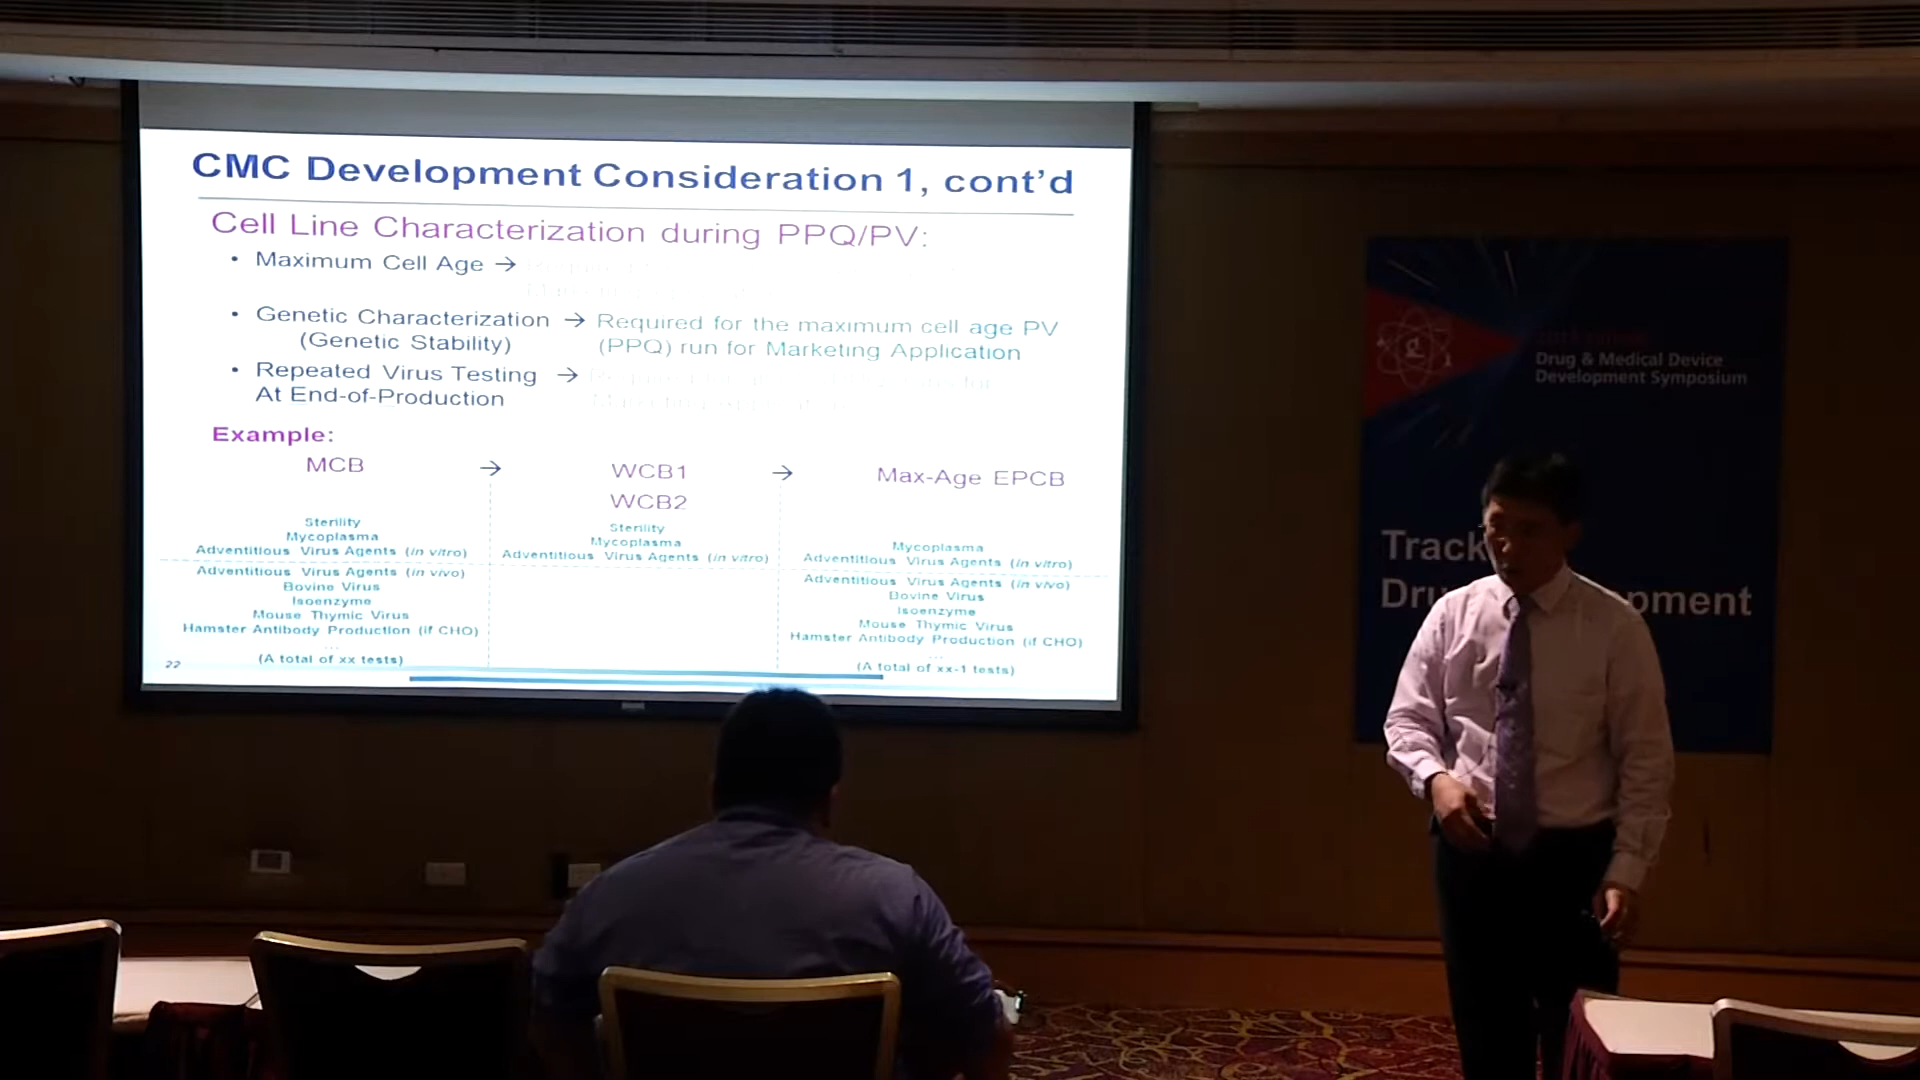 CMC Development Consideration 1, cont’d
Cell Line Characterization during PPQ/PV:
• Maximum Cell Age →
• Genetic Characterization → Required for the maximum cell age PV
(Genetic Stability) (PPQ) run for Marketing Application
• Repeated Virus Testing →
At End-of-Production
Example:
MCB → WCB1 → Max-Age EPCB
WCB2
Sterility
Mycoplasma
Adventitious Virus Agents (in vitro)
Adventitious Virus Agents (in vivo)
Bovine Virus
Isoenzyme
Mouse Thymic Virus
Hamster Antibody Production (if CHO)
...
(A total of xx tests)
Sterility
Mycoplasma
Adventitious Virus Agents (in vitro)
Mycoplasma
Adventitious Virus Agents (in vitro)
Adventitious Virus Agents (in vivo)
Bovine Virus
Isoenzyme
Mouse Thymic Virus
Hamster Antibody Production (if CHO)
...
(A total of xx-1 tests)
22
Drug & Medical Device
Development Symposium
Track